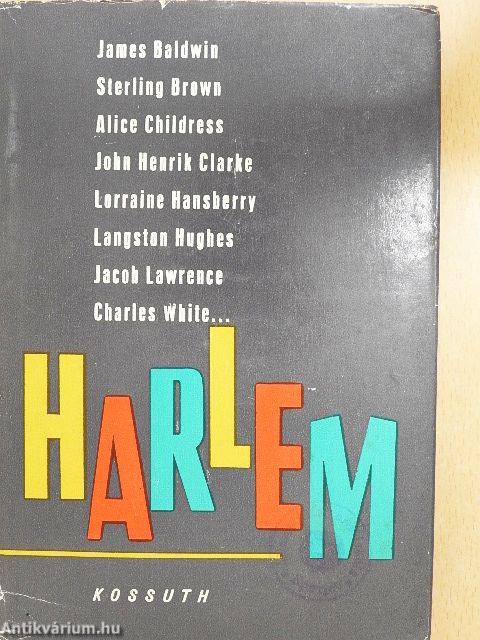 James Baldwin
Sterling Brown
Alice Childress
John Henrik Clarke
Lorraine Hansberry
Langston Hughes
Jacob Lawrence
Charles White...
HARLEM
KOSSUTH
Antikvárium.hu